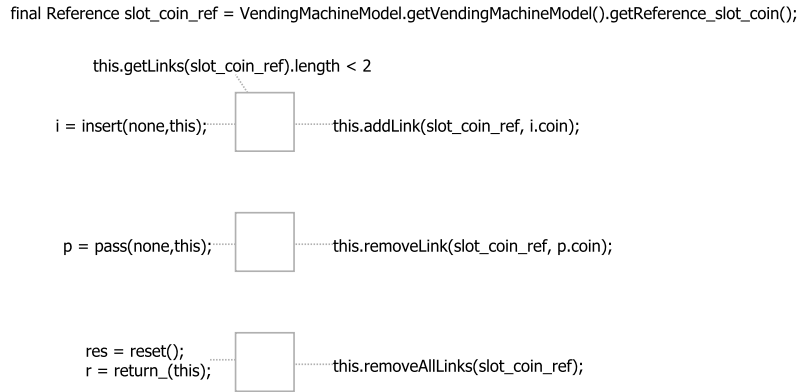 final Reference slot_coin_ref = VendingMachineModel.getVendingMachineModel().getReference_slot_coin();
this.getLinks(slot_coin_ref).length < 2
i = insert(none,this);
this.addLink(slot_coin_ref, i.coin);
p = pass(none,this);
this.removeLink(slot_coin_ref, p.coin);
res = reset();
r = return_(this);
this.removeAllLinks(slot_coin_ref);